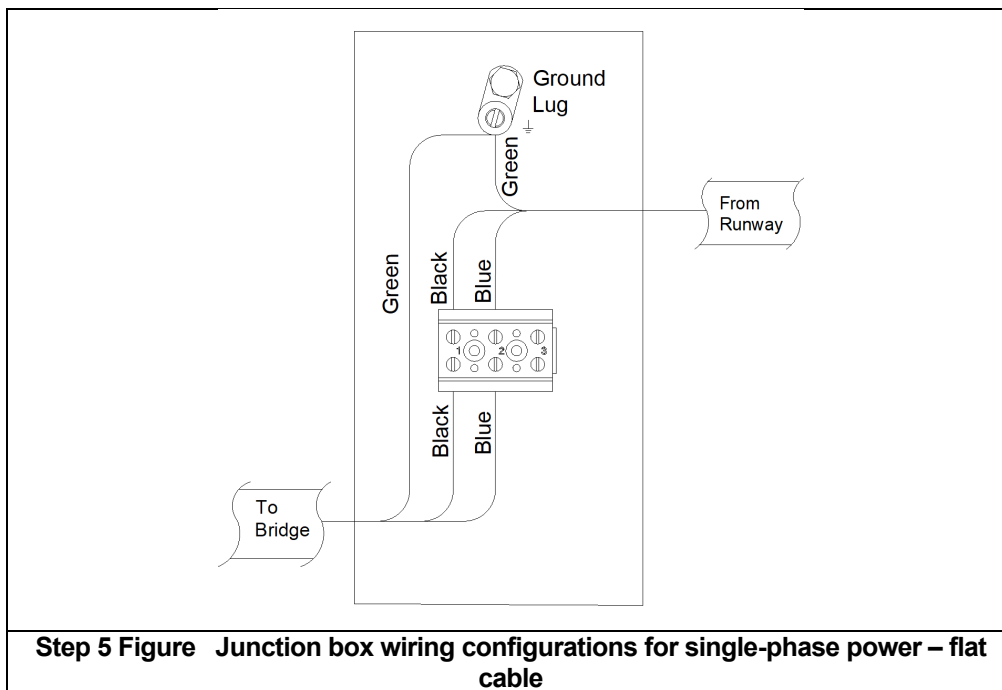 Ground
Lug
Green
From
Runway
Green
Black
Blue
1 2 3
Black
Blue
To
Bridge
Step 5 Figure   Junction box wiring configurations for single-phase power – flat
cable